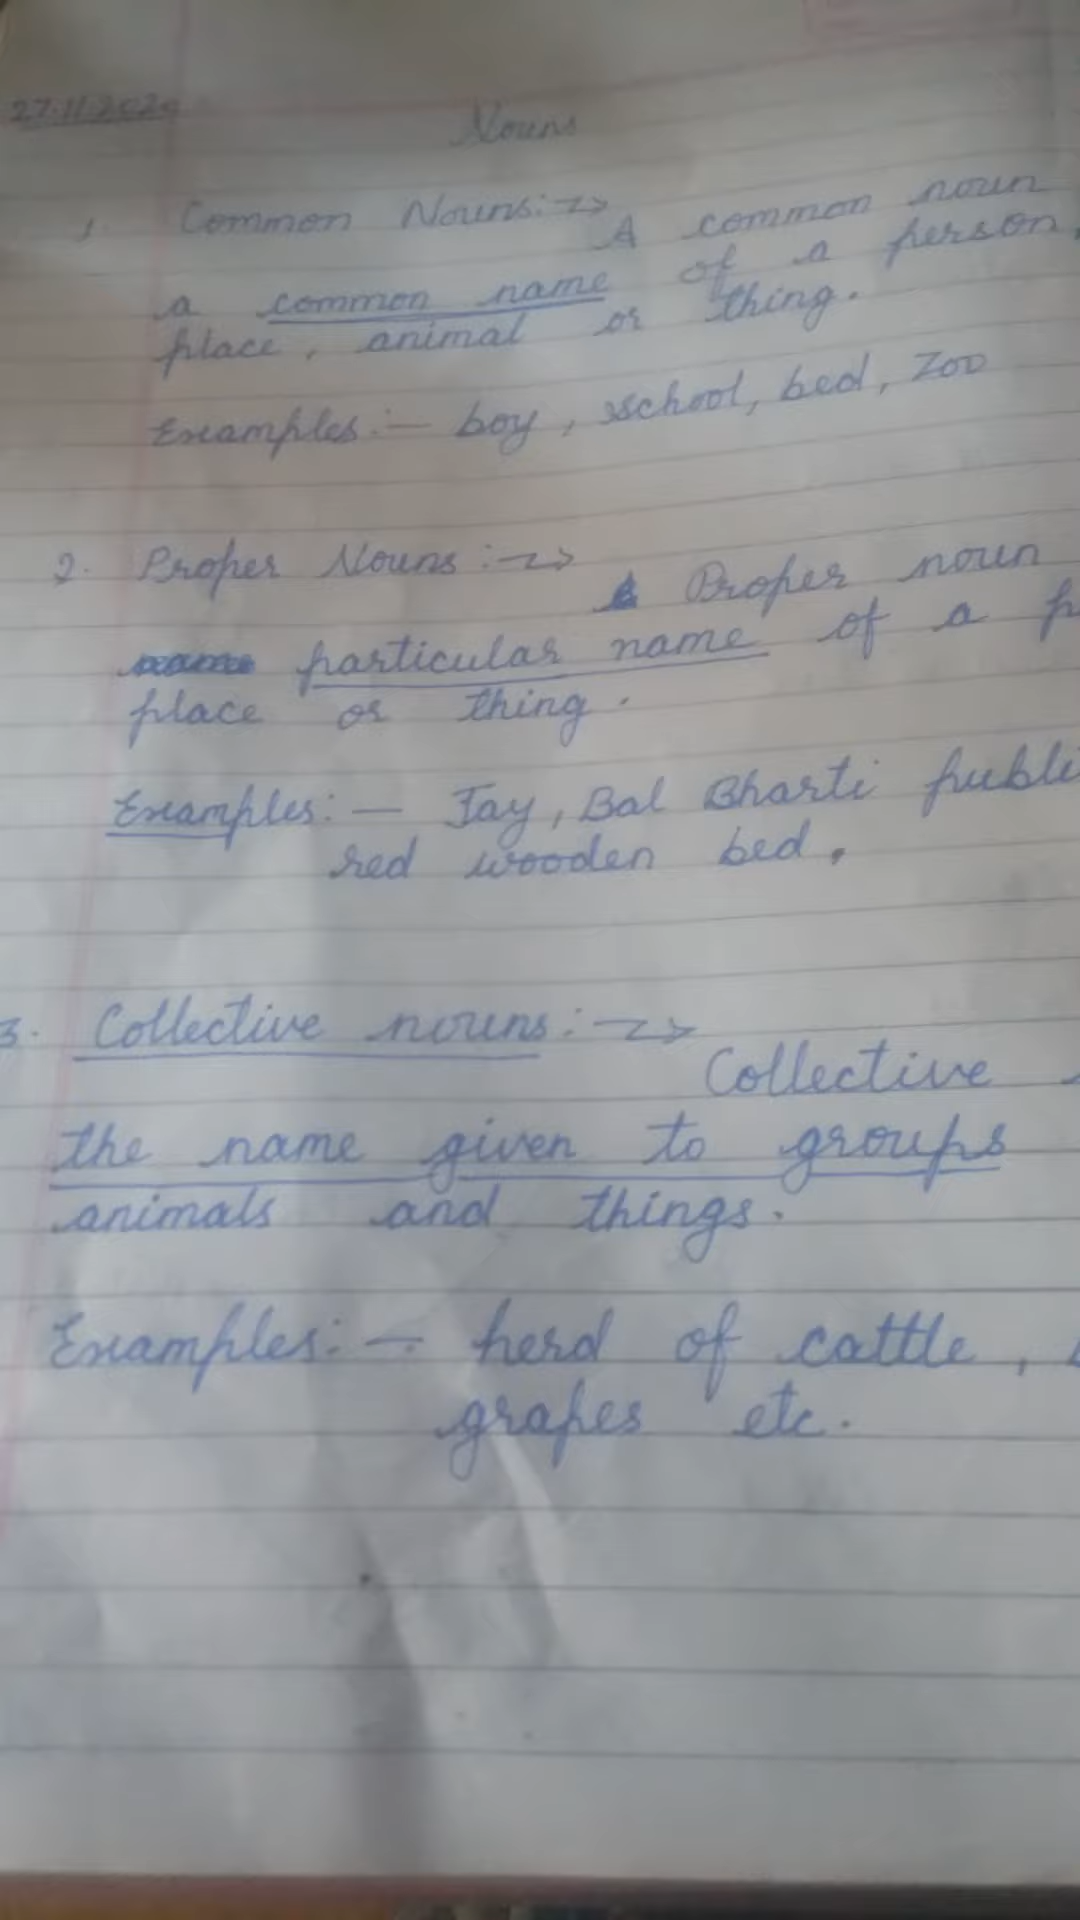 27.11.202
Nouns
1. Common Nouns:->
A common noun
a common name of a person,
place, animal or thing.
Examples:- boy, school, bed, Zoo
2. Proper Nouns:->
A Proper noun
particular name of a p
place or thing.
Examples:- Jay, Bal Bharti publi
red wooden bed.
3. Collective nouns:->
Collective
the name given to groups
animals and things.
Examples:- herd of cattle,
grapes etc.